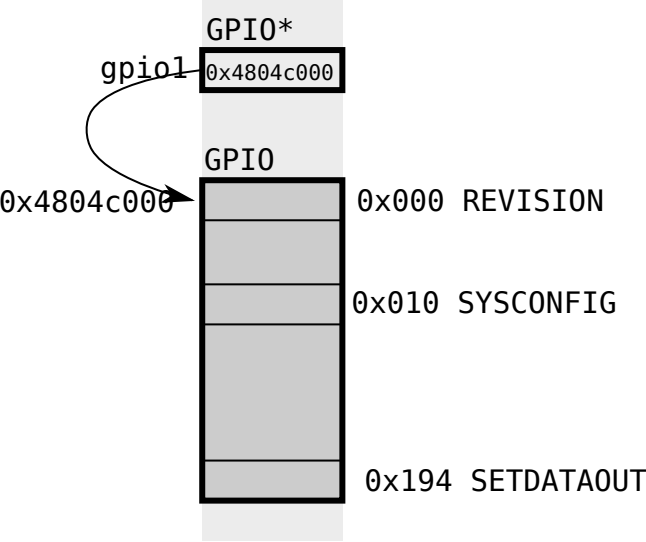 GPIO*
gpio1
0x4804c000
GPIO
0x4804c000
0x000 REVISION
0x010 SYSCONFIG
0x194 SETDATAOUT